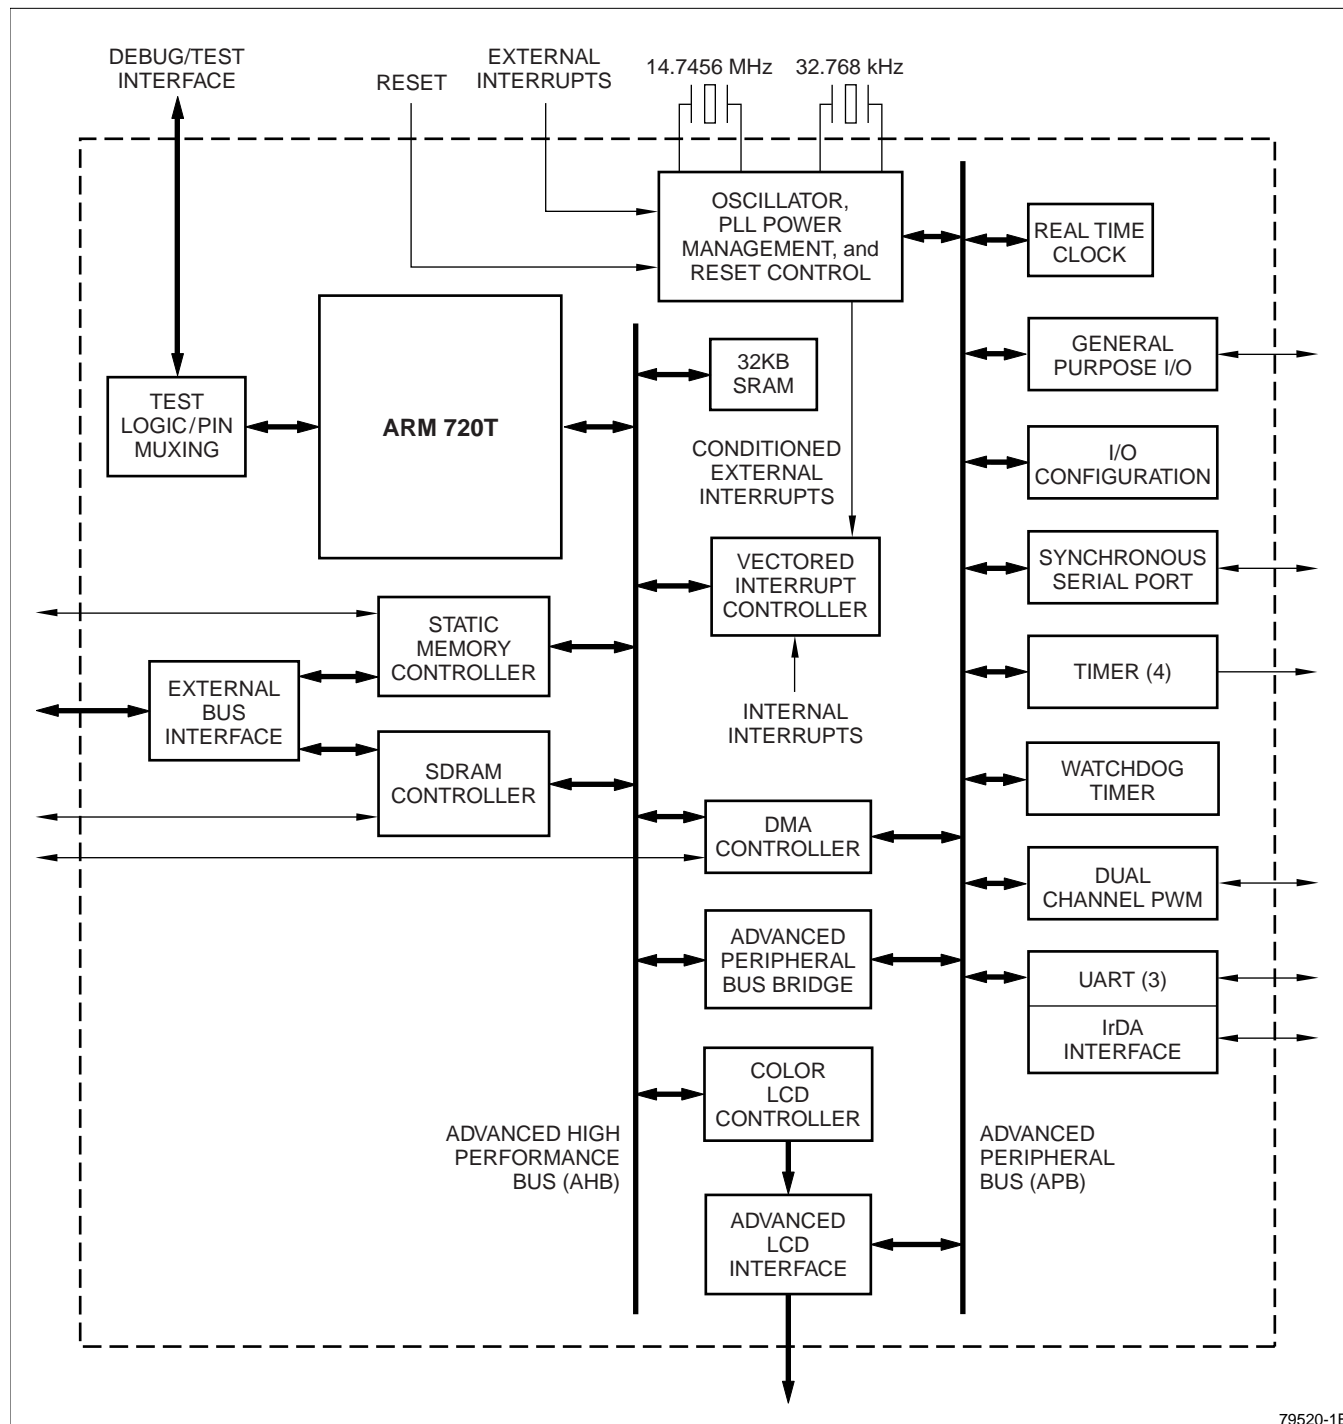 DEBUG/TEST
INTERFACE
RESET
EXTERNAL
INTERRUPTS
14.7456 MHz
32.768 kHz
OSCILLATOR,
PLL POWER
MANAGEMENT, and
RESET CONTROL
REAL TIME
CLOCK
TEST
LOGIC/PIN
MUXING
ARM 720T
32KB
SRAM
GENERAL
PURPOSE I/O
CONDITIONED
EXTERNAL
INTERRUPTS
I/O
CONFIGURATION
VECTORED
INTERRUPT
CONTROLLER
SYNCHRONOUS
SERIAL PORT
STATIC
MEMORY
CONTROLLER
EXTERNAL
BUS
INTERFACE
INTERNAL
INTERRUPTS
TIMER (4)
SDRAM
CONTROLLER
WATCHDOG
TIMER
DMA
CONTROLLER
DUAL
CHANNEL PWM
ADVANCED
PERIPHERAL
BUS BRIDGE
UART (3)
IrDA
INTERFACE
COLOR
LCD
CONTROLLER
ADVANCED HIGH
PERFORMANCE
BUS (AHB)
ADVANCED
PERIPHERAL
BUS (APB)
ADVANCED
LCD
INTERFACE